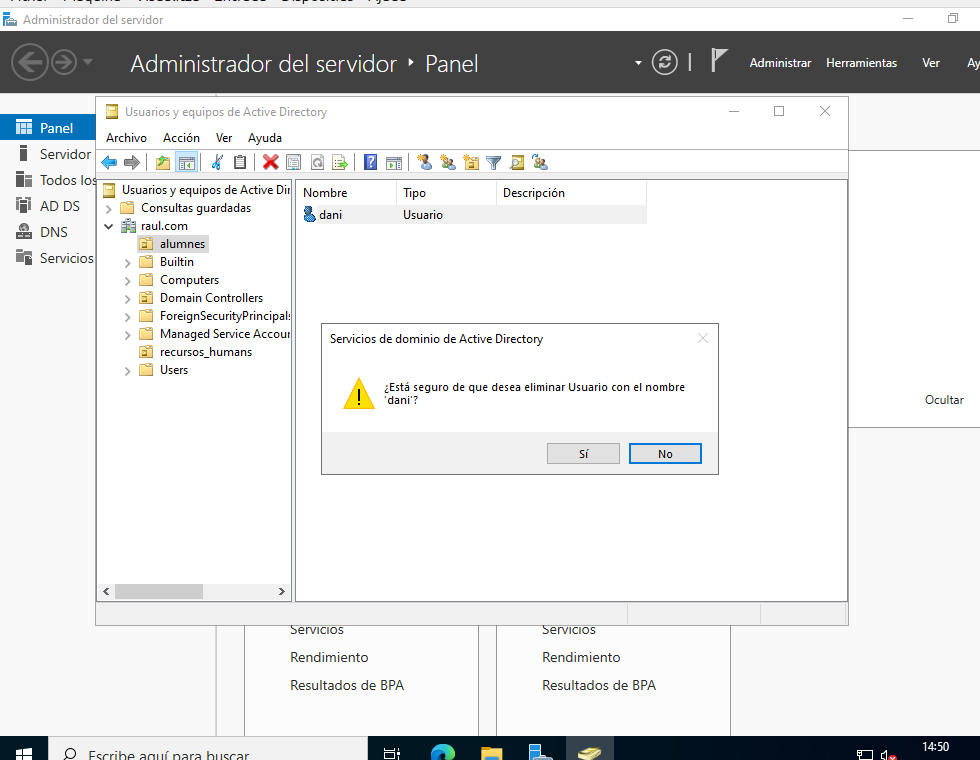 Administrador del servidor
Administrador del servidor ‣ Panel
Administrar
Herramientas
Ver
Ay
Panel
Servidor
Todos los
AD DS
DNS
Servicios
Usuarios y equipos de Active Directory
Archivo
Acción
Ver
Ayuda
Usuarios y equipos de Active Dir
Consultas guardadas
raul.com
alumnes
Builtin
Computers
Domain Controllers
ForeignSecurityPrincipals
Managed Service Accoun
recursos_humans
Users
Nombre
Tipo
Descripción
dani
Usuario
Servicios de dominio de Active Directory
¿Está seguro de que desea eliminar Usuario con el nombre
'dani'?
Sí
No
Ocultar
Servicios
Rendimiento
Resultados de BPA
Servicios
Rendimiento
Resultados de BPA
Escribe aquí para buscar
14:50